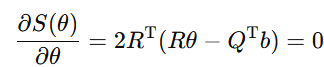 ∂S(θ)/∂θ = 2Rᵀ(Rθ − Qᵀb) = 0